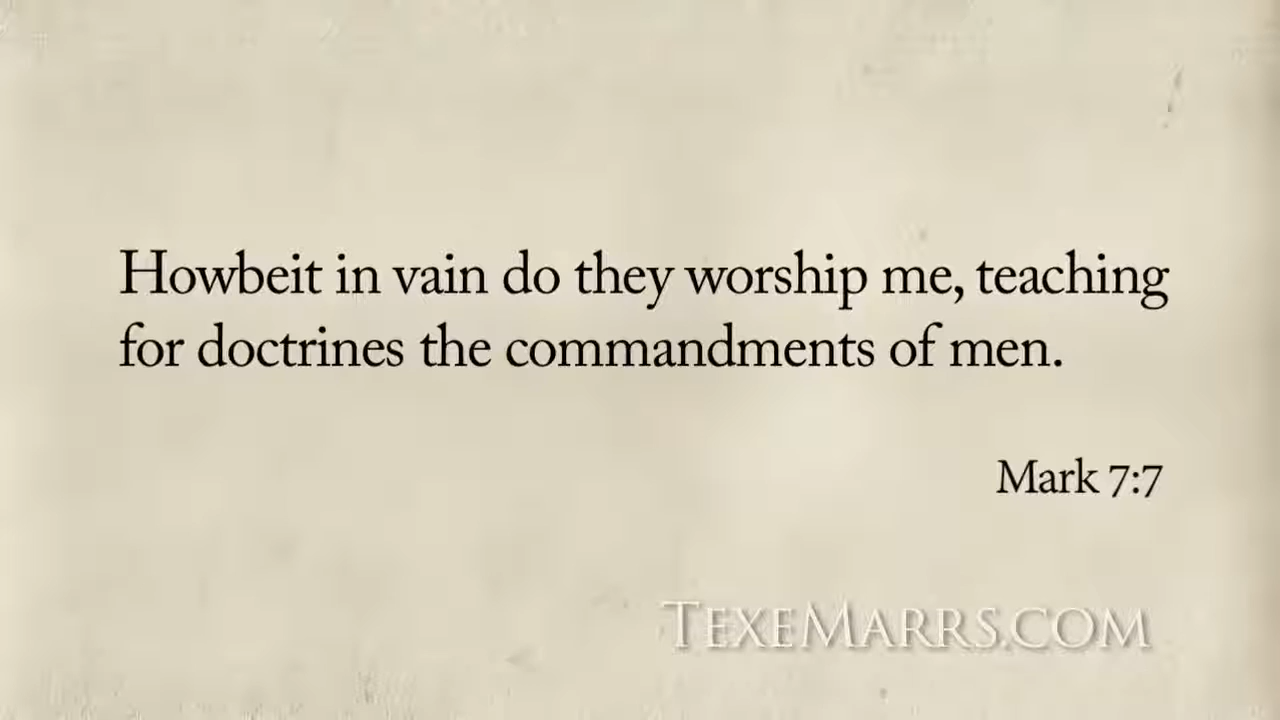 Howbeit in vain do they worship me, teaching
for doctrines the commandments of men.
Mark 7:7
TEXEMARRS.COM